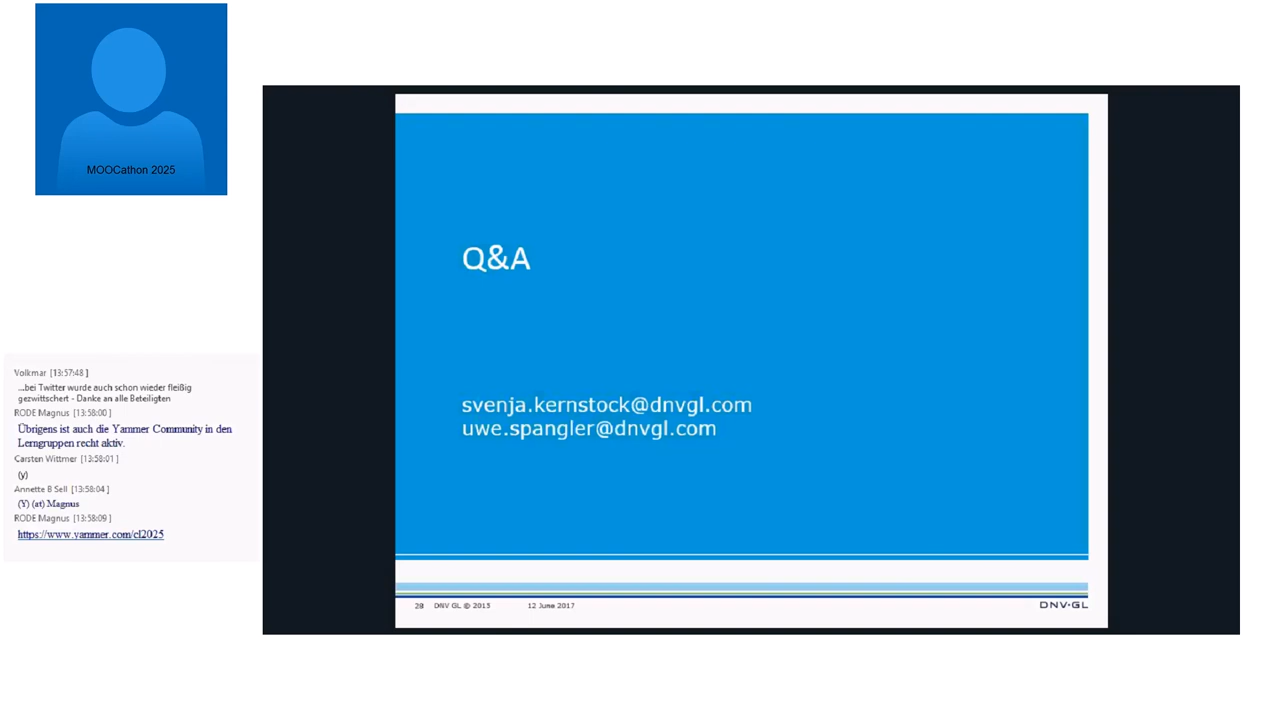 MOOCathon 2025
Volkmar [13:57:48]
...bei Twitter wurde auch schon wieder fleißig
gezwittschert - Danke an alle Beteiligten
RODE Magnus [13:58:00]
Übrigens ist auch die Yammer Community in den
Lerngruppen recht aktiv.
Carsten Wittmer [13:58:01]
(y)
Annette B Sell [13:58:04]
(Y) (at) Magnus
RODE Magnus [13:58:09]
https://www.yammer.com/cl2025
Q&A
svenja.kernstock@dnvgl.com
uwe.spangler@dnvgl.com
28 DNV GL © 2015 12 June 2017
DNV·GL